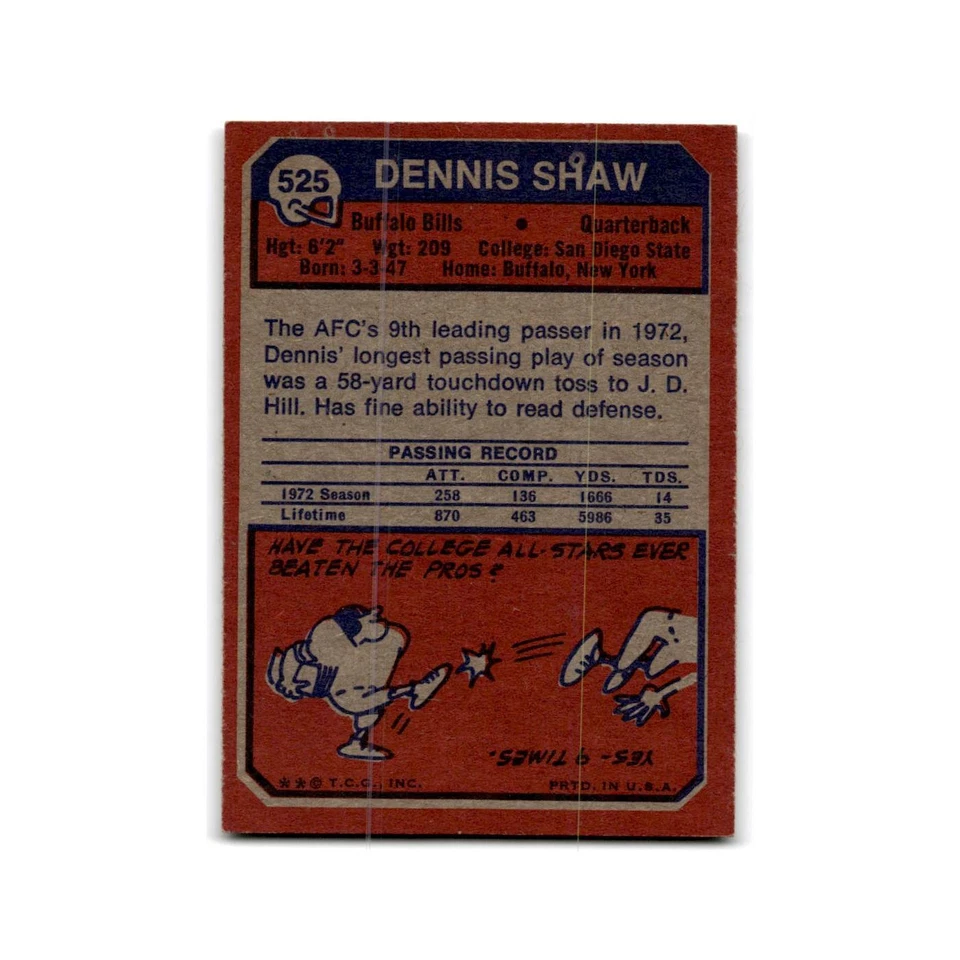 525
DENNIS SHAW
Buffalo Bills • Quarterback
Hgt: 6'2" Wgt: 209 College: San Diego State
Born: 3-3-47 Home: Buffalo, New York
The AFC's 9th leading passer in 1972,
Dennis' longest passing play of season
was a 58-yard touchdown toss to J. D.
Hill. Has fine ability to read defense.
PASSING RECORD
ATT. COMP. YDS. TDS.
1972 Season 258 136 1666 14
Lifetime 870 463 5986 35
HAVE THE COLLEGE ALL-STARS EVER
BEATEN THE PROS?
YES - 9 TIMES.
**© T.C.G., INC. PRTD. IN U.S.A.